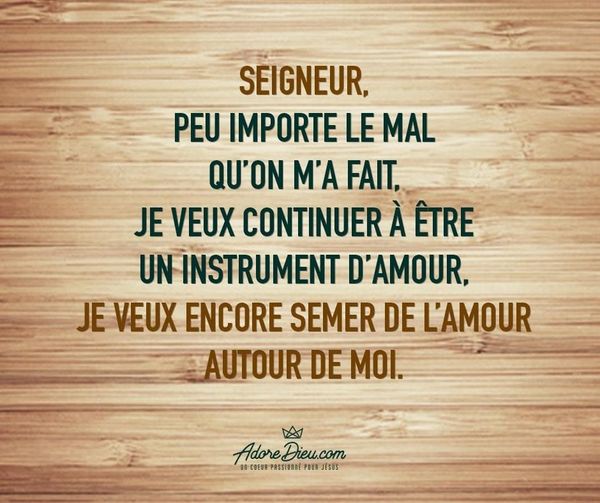 SEIGNEUR,
PEU IMPORTE LE MAL
QU'ON M'A FAIT,
JE VEUX CONTINUER À ÊTRE
UN INSTRUMENT D'AMOUR,
JE VEUX ENCORE SEMER DE L'AMOUR
AUTOUR DE MOI.
AdoreDieu.com
UN COEUR PASSIONNÉ POUR JÉSUS